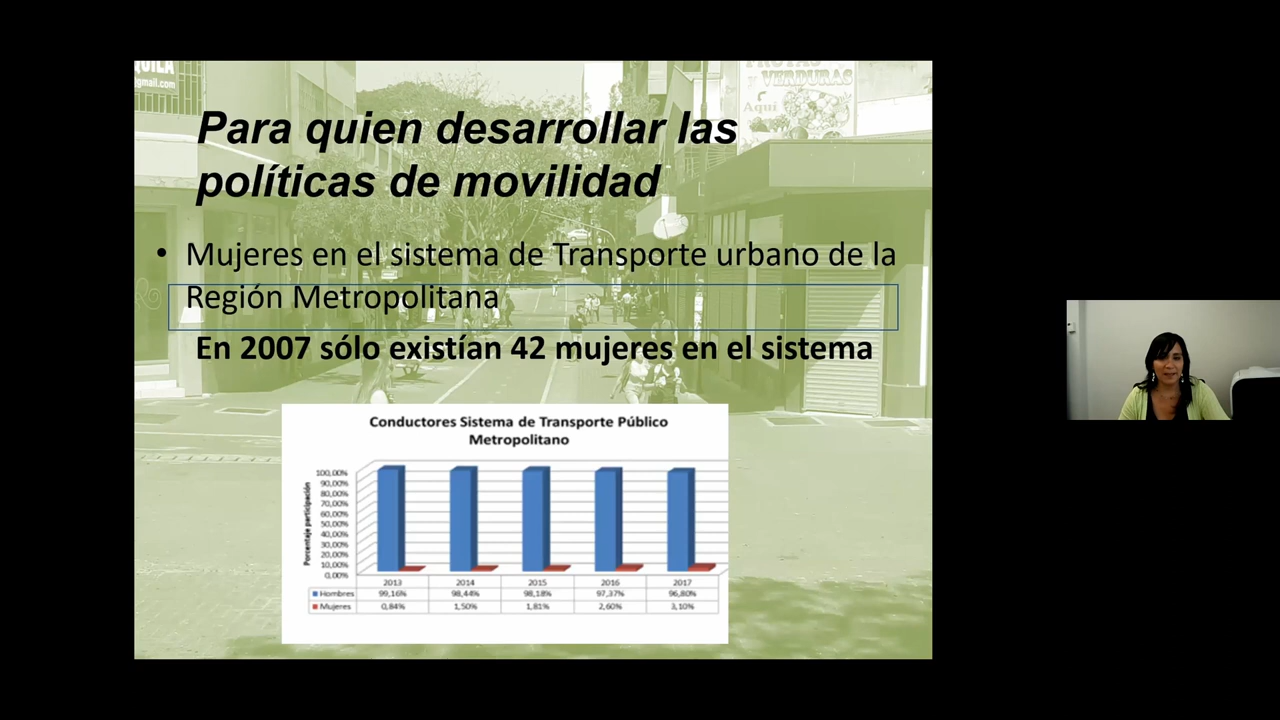 UILA
@gmail.com
FRUTAS
Y VERDURAS
Aquí
Para quien desarrollar las
políticas de movilidad
• Mujeres en el sistema de Transporte urbano de la
Región Metropolitana
En 2007 sólo existían 42 mujeres en el sistema
Conductores Sistema de Transporte Público
Metropolitano
Porcentaje participación
100,00%
90,00%
80,00%
70,00%
60,00%
50,00%
40,00%
30,00%
20,00%
10,00%
0,00%
2013 2014 2015 2016 2017
Hombres 99,16% 98,44% 98,18% 97,37% 96,80%
Mujeres 0,84% 1,50% 1,81% 2,60% 3,10%